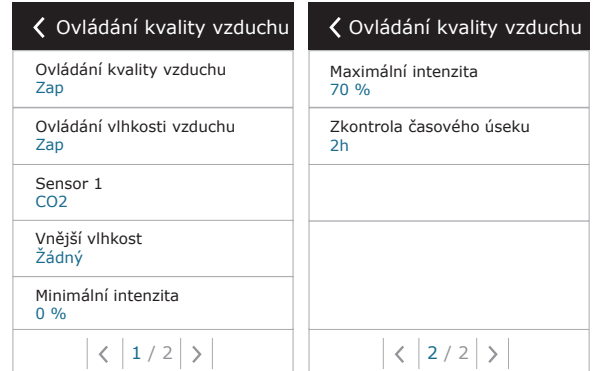 Ovládání kvality vzduchu
Ovládání kvality vzduchu
Zap
Ovládání vlhkosti vzduchu
Zap
Sensor 1
CO2
Vnější vlhkost
Žádný
Minimální intenzita
0 %
1 / 2
Ovládání kvality vzduchu
Maximální intenzita
70 %
Zkontrola časového úseku
2h
2 / 2